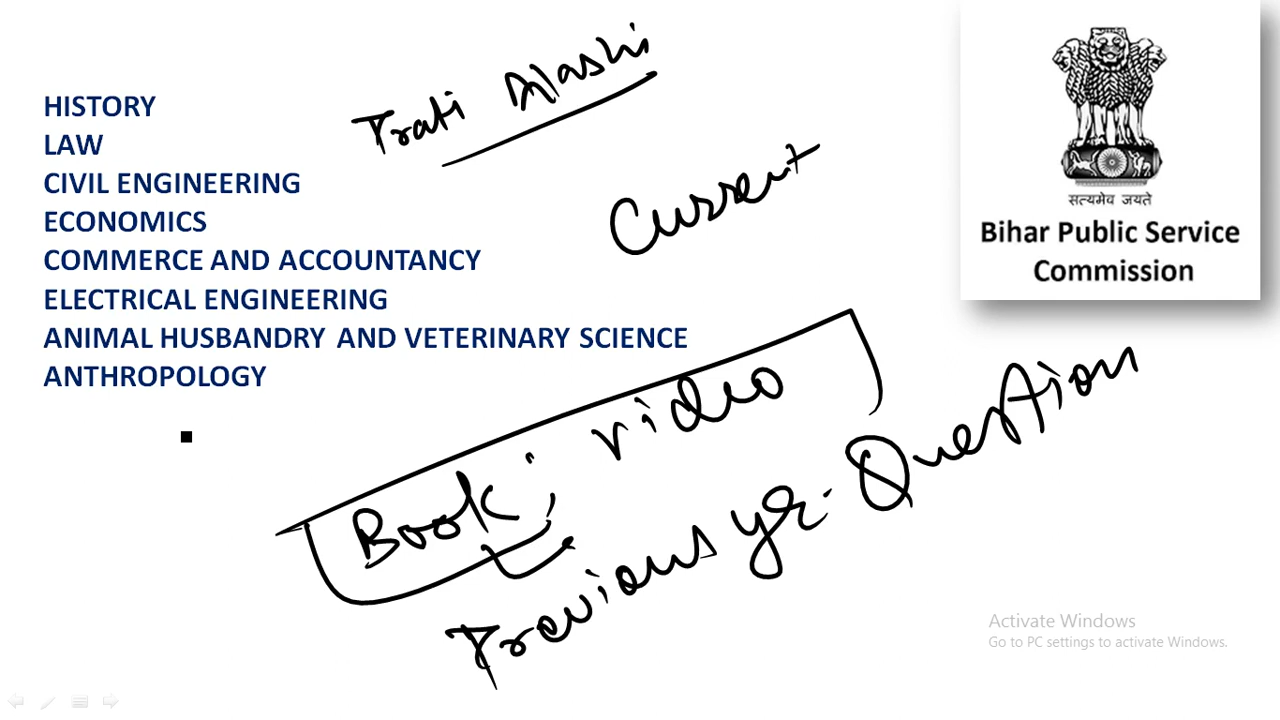 HISTORY
LAW
CIVIL ENGINEERING
ECONOMICS
COMMERCE AND ACCOUNTANCY
ELECTRICAL ENGINEERING
ANIMAL HUSBANDRY AND VETERINARY SCIENCE
ANTHROPOLOGY
Current
Book; video
Previous yr. Question
सत्यमेव जयते
Bihar Public Service
Commission
Activate Windows
Go to PC settings to activate Windows.